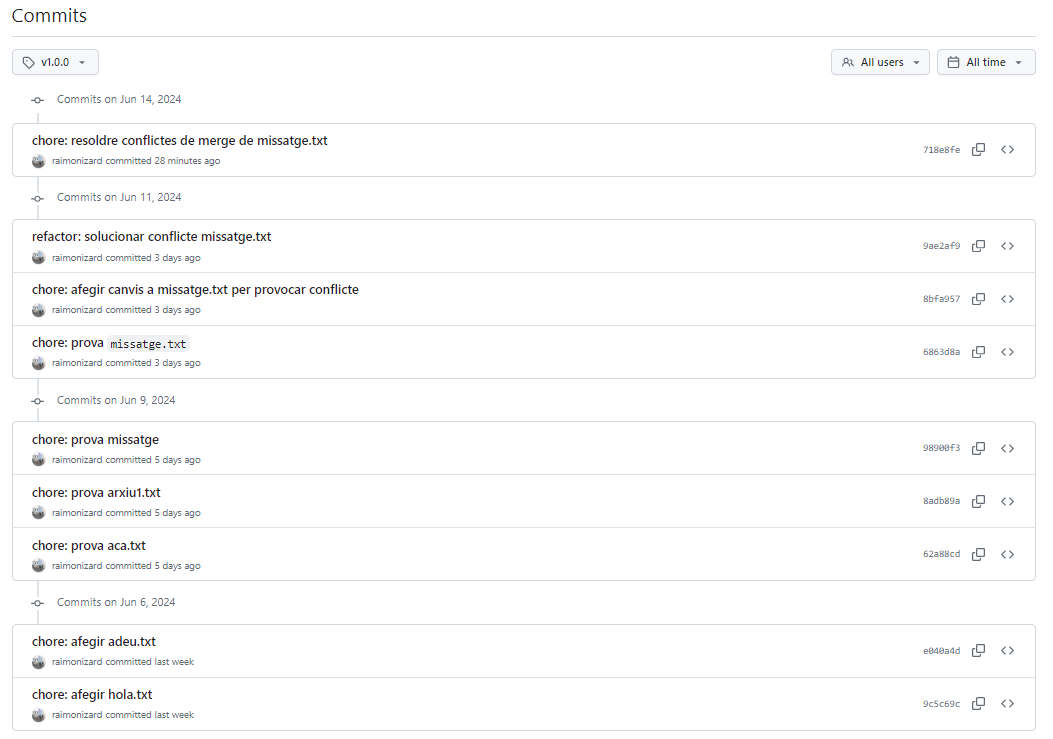 Commits
v1.0.0
All users
All time
Commits on Jun 14, 2024
chore: resoldre conflictes de merge de missatge.txt
718e8fe
raimonizard committed 28 minutes ago
Commits on Jun 11, 2024
refactor: solucionar conflicte missatge.txt
9ae2af9
raimonizard committed 3 days ago
chore: afegir canvis a missatge.txt per provocar conflicte
8bfa957
raimonizard committed 3 days ago
chore: prova missatge.txt
6863d8a
raimonizard committed 3 days ago
Commits on Jun 9, 2024
chore: prova missatge
98900f3
raimonizard committed 5 days ago
chore: prova arxiu1.txt
8adb89a
raimonizard committed 5 days ago
chore: prova aca.txt
62a88cd
raimonizard committed 5 days ago
Commits on Jun 6, 2024
chore: afegir adeu.txt
e040a4d
raimonizard committed last week
chore: afegir hola.txt
9c5c69c
raimonizard committed last week